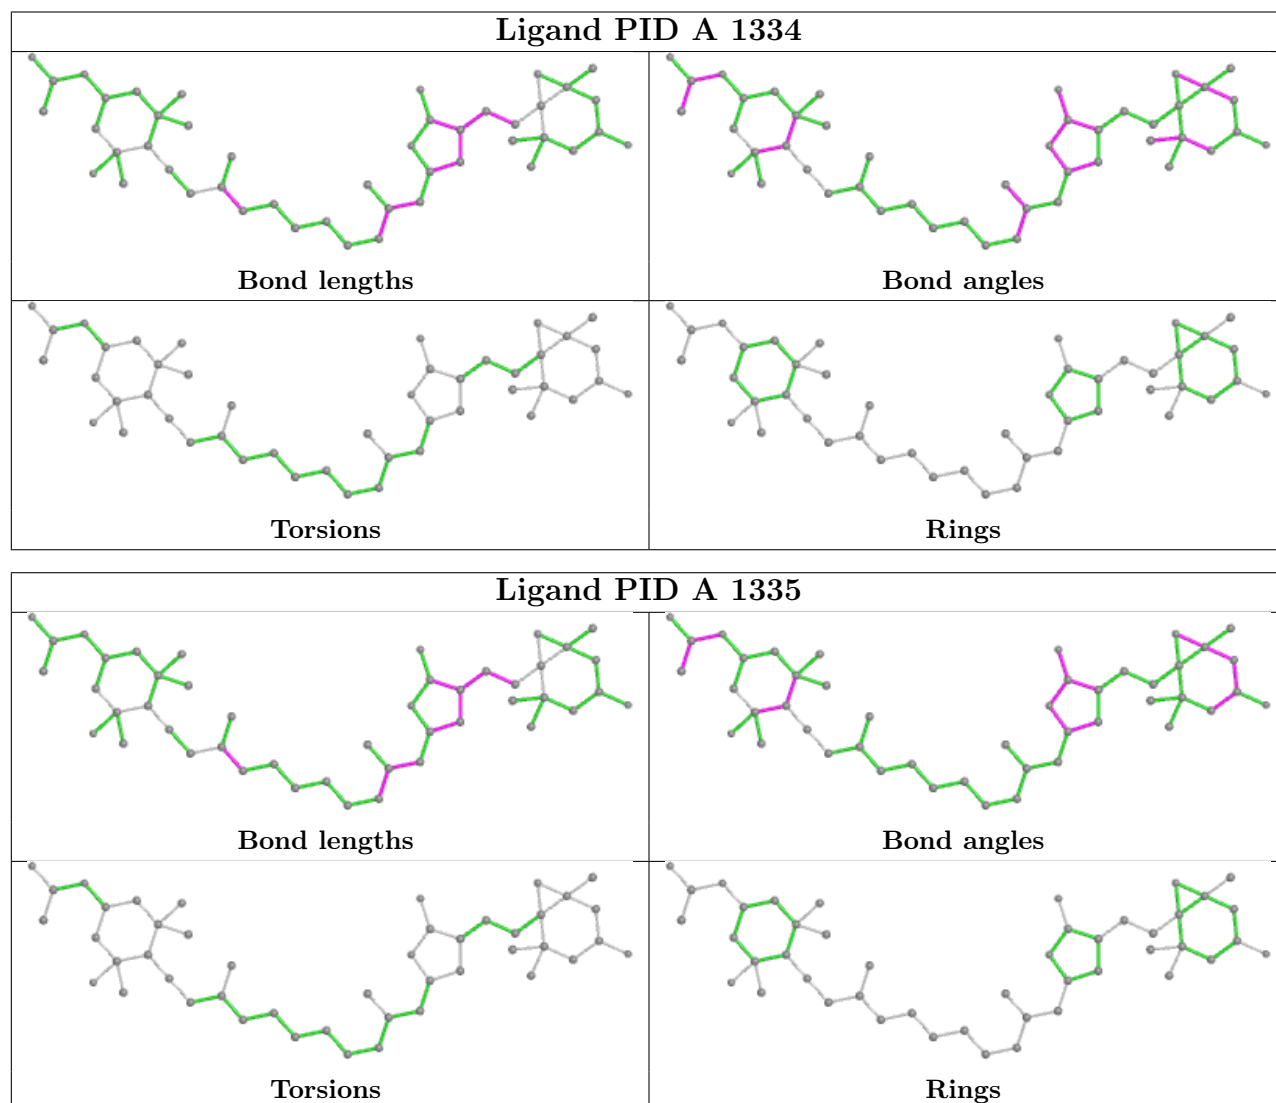 Ligand PID A 1334
Bond lengths
Bond angles
Torsions
Rings
Ligand PID A 1335
Bond lengths
Bond angles
Torsions
Rings